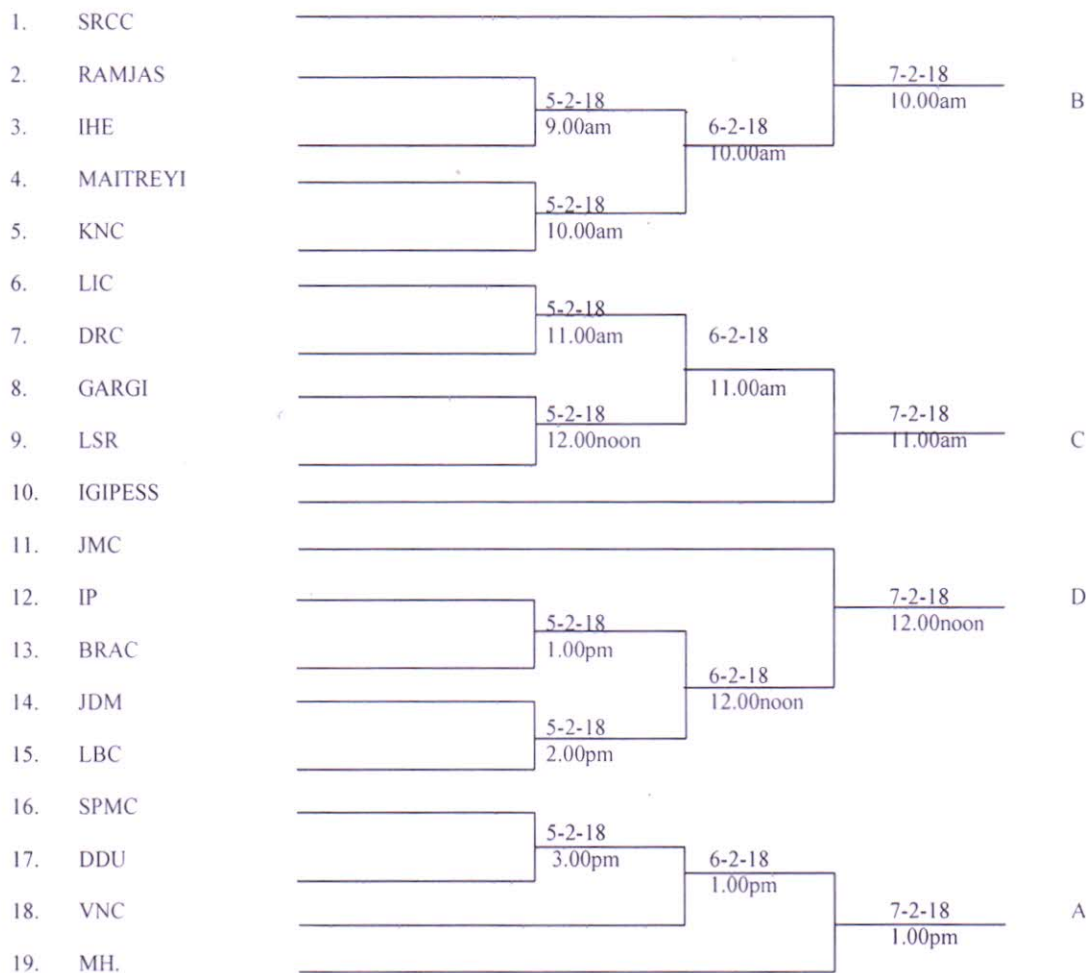 1. SRCC
7-2-18
2. RAMJAS
10.00am
5-2-18
B
3. IHE
9.00am
6-2-18
10.00am
4. MAITREYI
5-2-18
5. KNC
10.00am
6. LIC
5-2-18
7. DRC
11.00am
6-2-18
8. GARGI
11.00am
5-2-18
7-2-18
9. LSR
12.00noon
11.00am
C
10. IGIPESS
11. JMC
12. IP
7-2-18
D
5-2-18
12.00noon
13. BRAC
1.00pm
6-2-18
14. JDM
12.00noon
5-2-18
15. LBC
2.00pm
16. SPMC
5-2-18
17. DDU
3.00pm
6-2-18
1.00pm
18. VNC
7-2-18
A
1.00pm
19. MH.